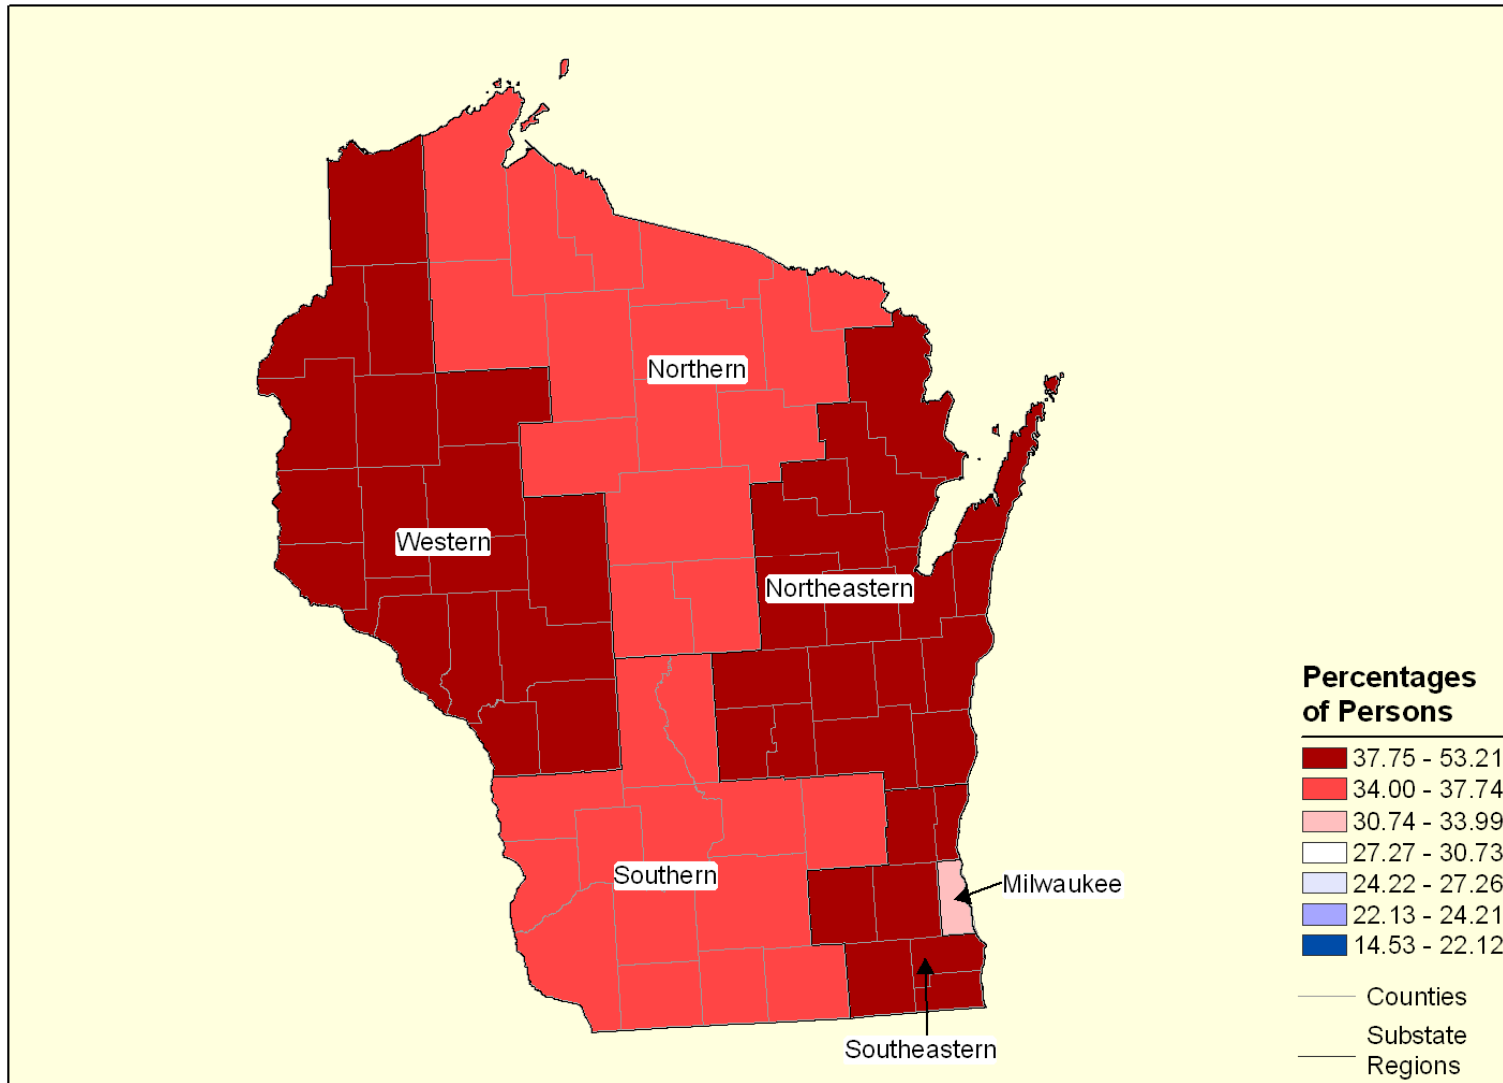 Northern
Western
Northeastern
Southern
Milwaukee
Southeastern
Percentages
of Persons
37.75 - 53.21
34.00 - 37.74
30.74 - 33.99
27.27 - 30.73
24.22 - 27.26
22.13 - 24.21
14.53 - 22.12
Counties
Substate
Regions